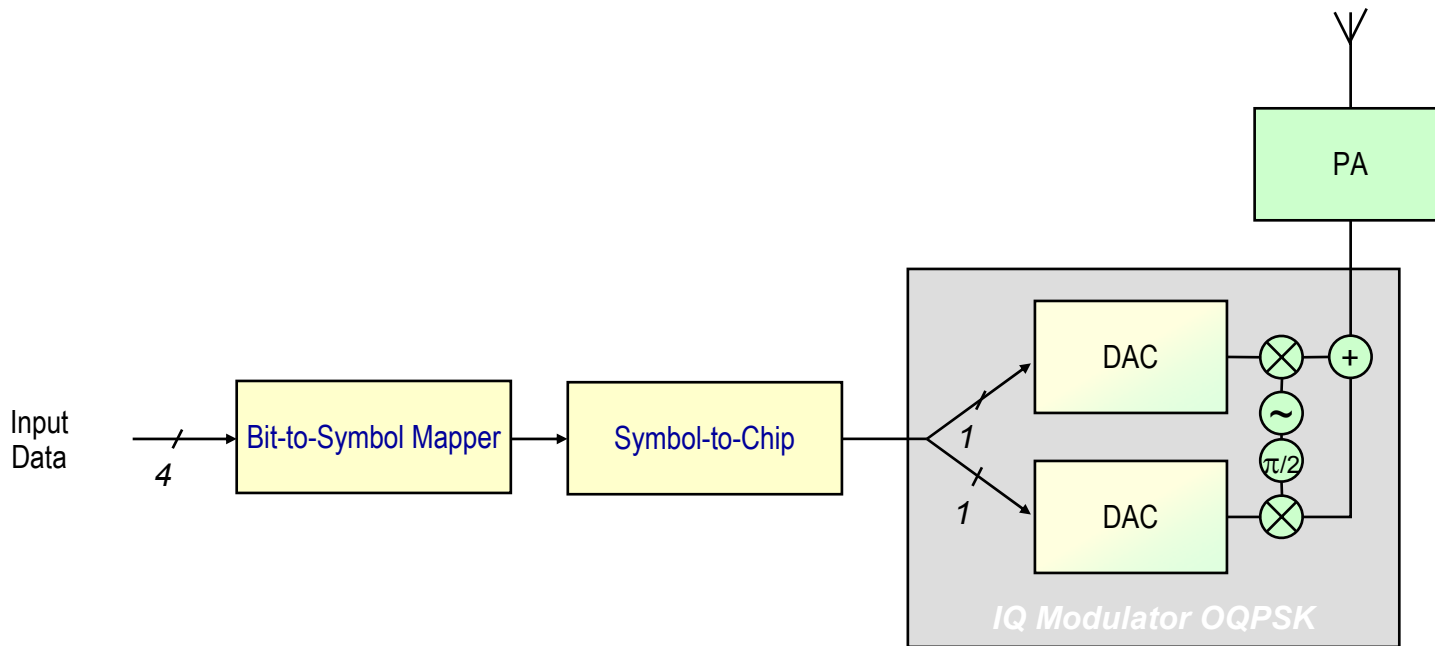 PA
DAC
+
Input
Data
4
Bit-to-Symbol Mapper
Symbol-to-Chip
1
~
π/2
1
DAC
IQ Modulator OQPSK